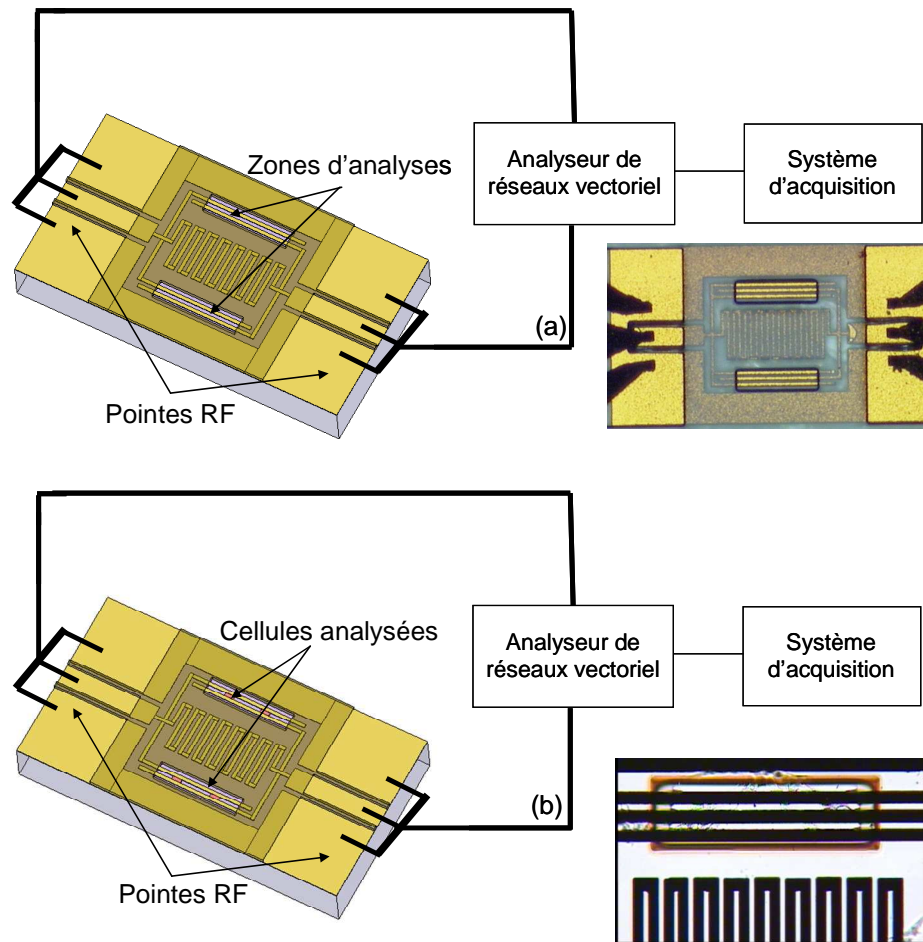 Zones d'analyses
Analyseur de
réseaux vectoriel
Système
d'acquisition
(a)
Pointes RF
Cellules analysées
Analyseur de
réseaux vectoriel
Système
d'acquisition
(b)
Pointes RF